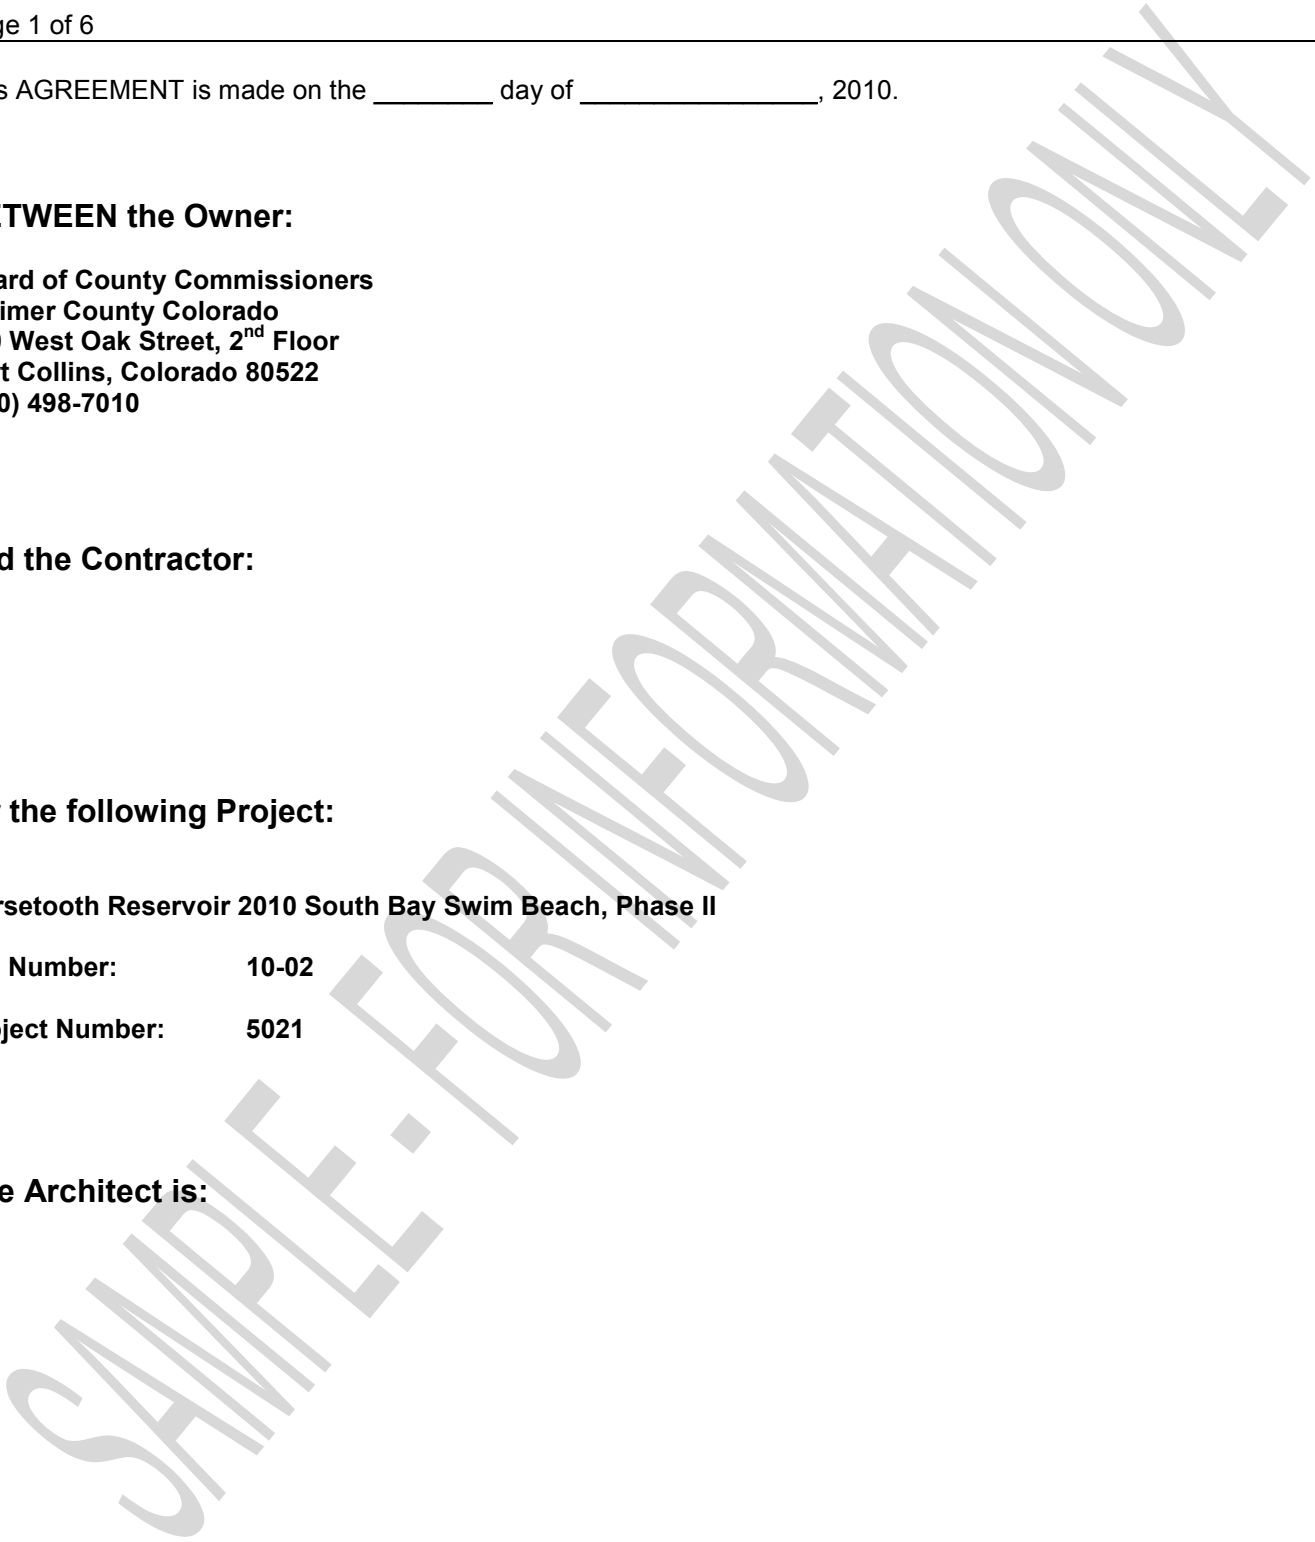 ge 1 of 6
s AGREEMENT is made on the ________ day of ________________, 2010.
ETWEEN the Owner:
ard of County Commissioners
imer County Colorado
0 West Oak Street, 2nd Floor
t Collins, Colorado 80522
0) 498-7010
d the Contractor:
r the following Project:
rsetooth Reservoir 2010 South Bay Swim Beach, Phase II
Number: 10-02
ject Number: 5021
e Architect is:
SAMPLE - FOR INFORMATION ONLY